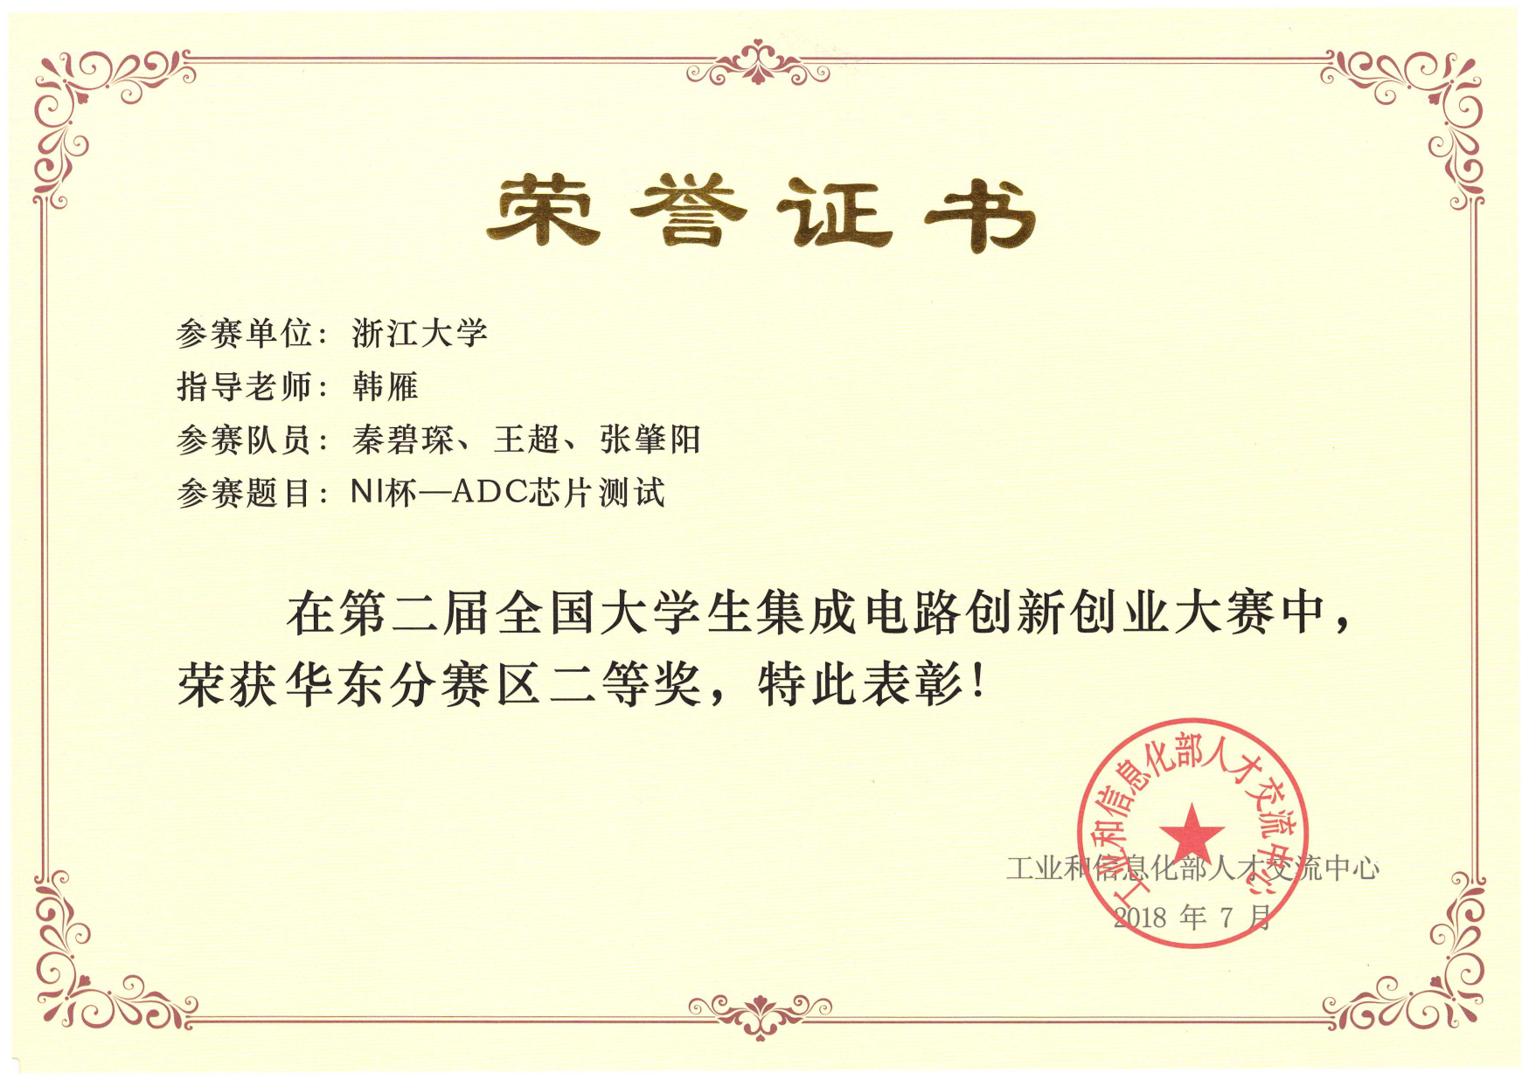 荣誉证书
参赛单位：浙江大学
指导老师：韩雁
参赛队员：秦碧琛、王超、张肇阳
参赛题目：NI杯—ADC芯片测试
在第二届全国大学生集成电路创新创业大赛中，
荣获华东分赛区二等奖，特此表彰！
工业和信息化部人才交流中心
工业和信息化部人才交流中心
2018 年 7 月